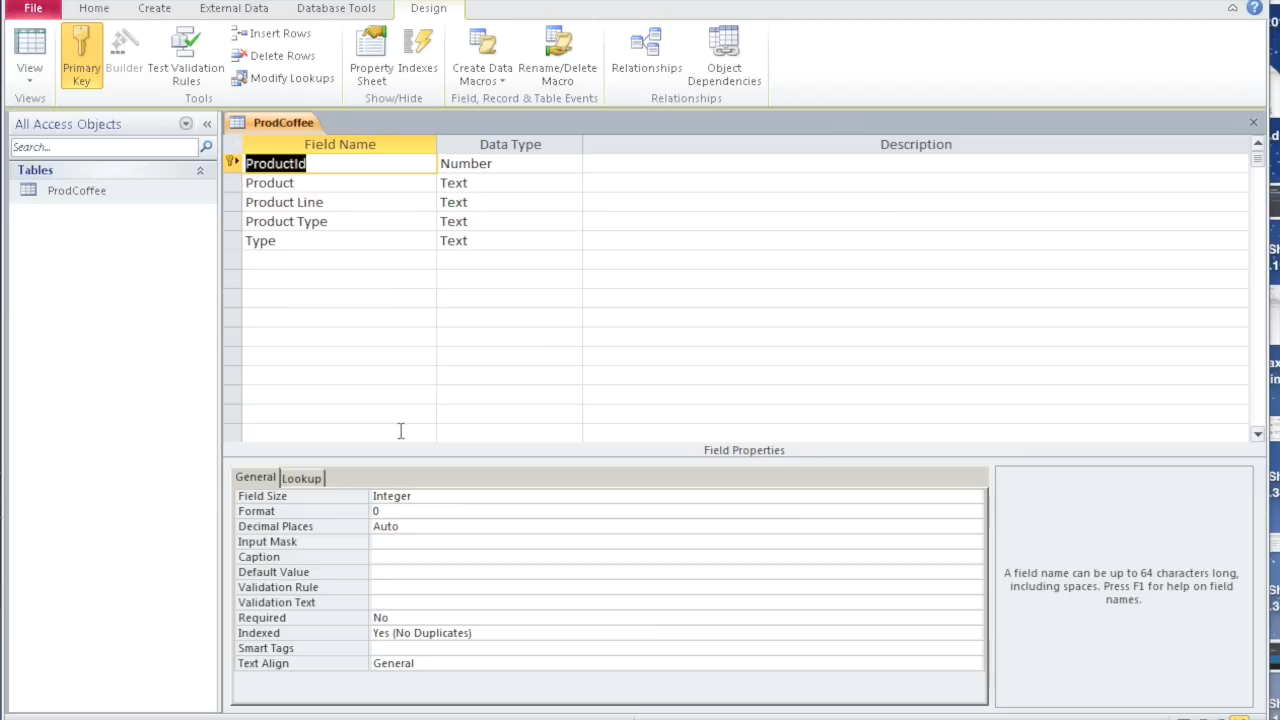 File Home Create External Data Database Tools Design
View Primary Key Builder Test Validation Rules Insert Rows Delete Rows Modify Lookups Property Sheet Indexes Create Data Macros Rename/Delete Macro Relationships Object Dependencies
Views Tools Show/Hide Field, Record & Table Events Relationships
All Access Objects
Search...
Tables
ProdCoffee
ProdCoffee
Field Name Data Type Description
ProductId Number
Product Text
Product Line Text
Product Type Text
Type Text
Field Properties
General Lookup
Field Size Integer
Format 0
Decimal Places Auto
Input Mask
Caption
Default Value
Validation Rule
Validation Text
Required No
Indexed Yes (No Duplicates)
Smart Tags
Text Align General
A field name can be up to 64 characters long,
including spaces. Press F1 for help on field
names.